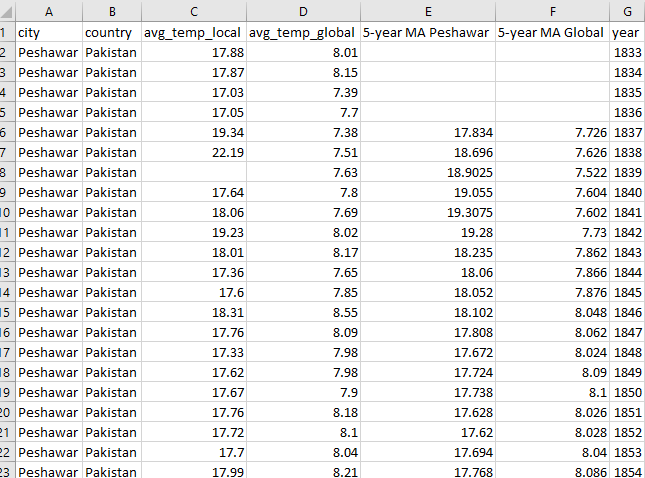 A B C D E F G
1 city country avg_temp_local avg_temp_global 5-year MA Peshawar 5-year MA Global year
2 Peshawar Pakistan 17.88 8.01 1833
3 Peshawar Pakistan 17.87 8.15 1834
4 Peshawar Pakistan 17.03 7.39 1835
5 Peshawar Pakistan 17.05 7.7 1836
6 Peshawar Pakistan 19.34 7.38 17.834 7.726 1837
7 Peshawar Pakistan 22.19 7.51 18.696 7.626 1838
8 Peshawar Pakistan 7.63 18.9025 7.522 1839
9 Peshawar Pakistan 17.64 7.8 19.055 7.604 1840
10 Peshawar Pakistan 18.06 7.69 19.3075 7.602 1841
11 Peshawar Pakistan 19.23 8.02 19.28 7.73 1842
12 Peshawar Pakistan 18.01 8.17 18.235 7.862 1843
13 Peshawar Pakistan 17.36 7.65 18.06 7.866 1844
14 Peshawar Pakistan 17.6 7.85 18.052 7.876 1845
15 Peshawar Pakistan 18.31 8.55 18.102 8.048 1846
16 Peshawar Pakistan 17.76 8.09 17.808 8.062 1847
17 Peshawar Pakistan 17.33 7.98 17.672 8.024 1848
18 Peshawar Pakistan 17.62 7.98 17.724 8.09 1849
19 Peshawar Pakistan 17.67 7.9 17.738 8.1 1850
20 Peshawar Pakistan 17.76 8.18 17.628 8.026 1851
21 Peshawar Pakistan 17.72 8.1 17.62 8.028 1852
22 Peshawar Pakistan 17.7 8.04 17.694 8.04 1853
23 Peshawar Pakistan 17.99 8.21 17.768 8.086 1854